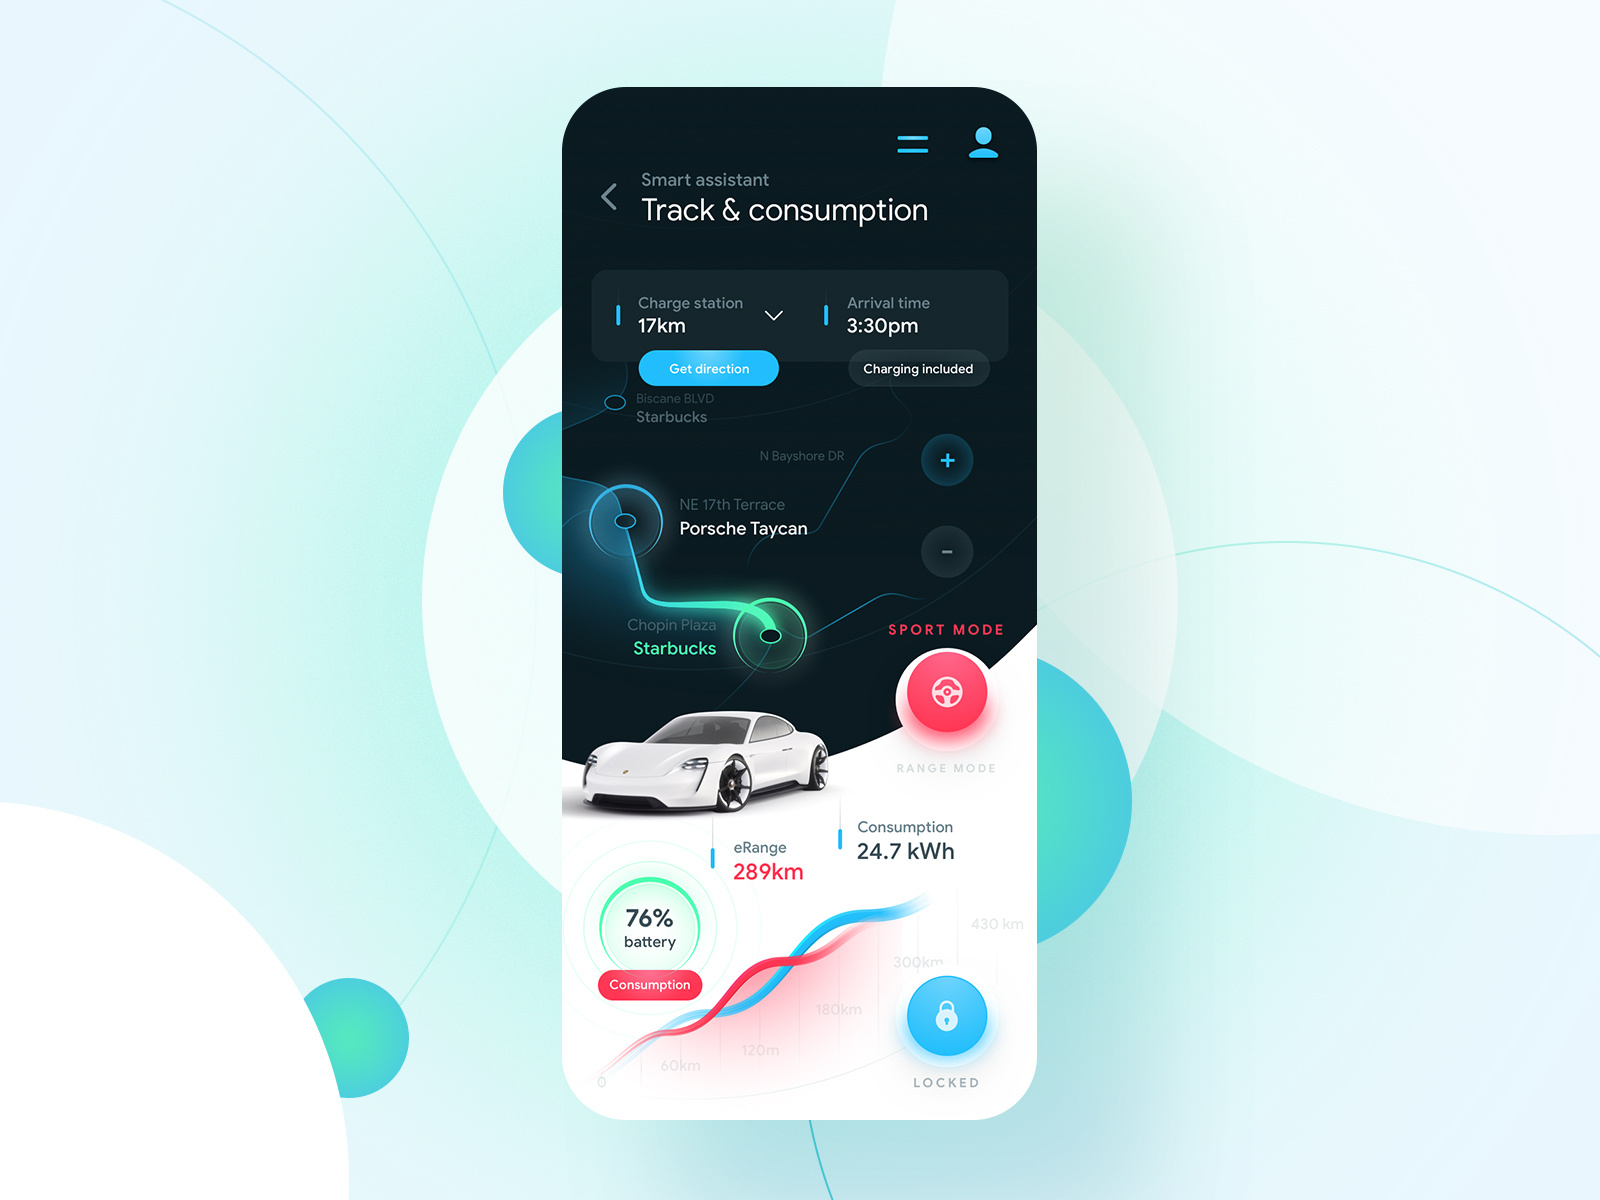 Smart assistant
Track & consumption
Charge station
17km
Arrival time
3:30pm
Get direction
Charging included
Biscane BLVD
Starbucks
N Bayshore DR
+
NE 17th Terrace
Porsche Taycan
-
Chopin Plaza
Starbucks
SPORT MODE
RANGE MODE
Consumption
24.7 kWh
eRange
289km
76%
battery
Consumption
430 km
300km
180km
120m
60km
0
LOCKED